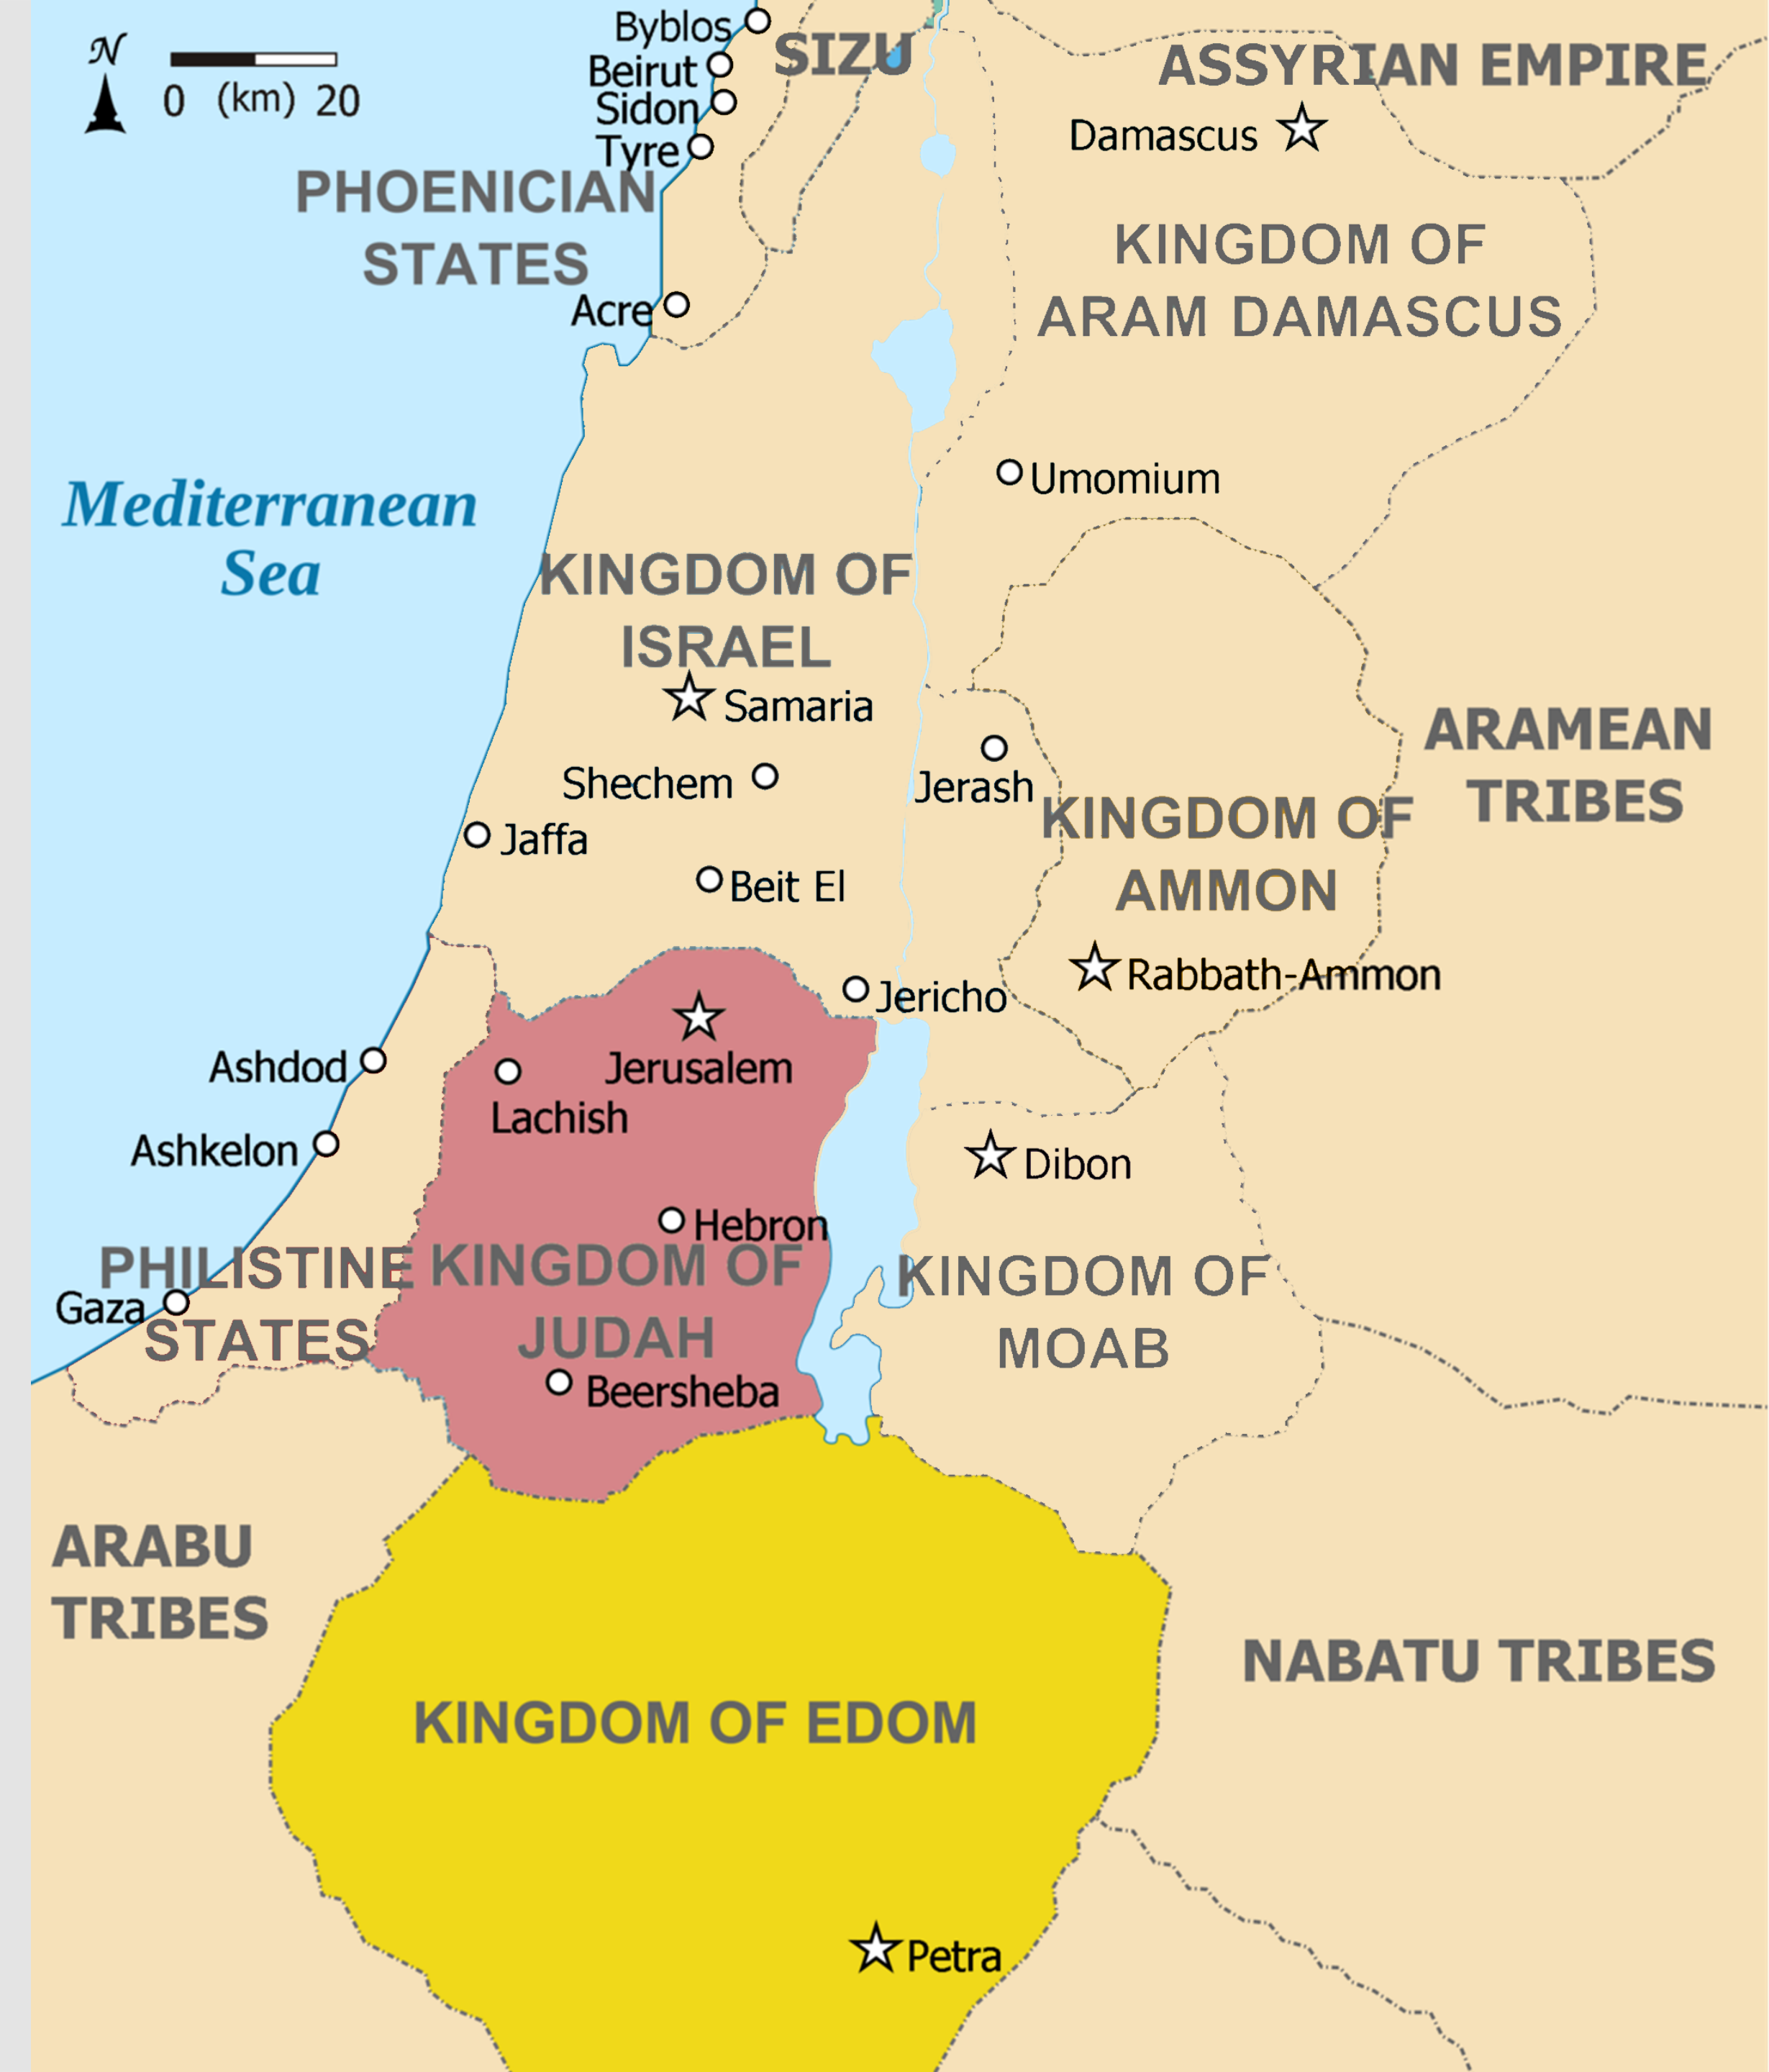 Byblos
N
0 (km) 20
Beirut
SIZU
ASSYRIAN EMPIRE
Sidon
Damascus
Tyre
PHOENICIAN
STATES
KINGDOM OF
ARAM DAMASCUS
Acre
Mediterranean
Sea
Umomium
KINGDOM OF
ISRAEL
Samaria
ARAMEAN
TRIBES
Shechem
Jerash
Jaffa
KINGDOM OF
AMMON
Beit El
Rabbath-Ammon
Jericho
Jerusalem
Ashdod
Lachish
Ashkelon
Dibon
Hebron
PHILISTINE
STATES
KINGDOM OF
JUDAH
KINGDOM OF
MOAB
Gaza
Beersheba
ARABU
TRIBES
NABATU TRIBES
KINGDOM OF EDOM
Petra